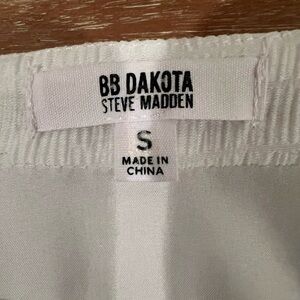 BB DAKOTA
STEVE MADDEN
S
MADE IN
CHINA